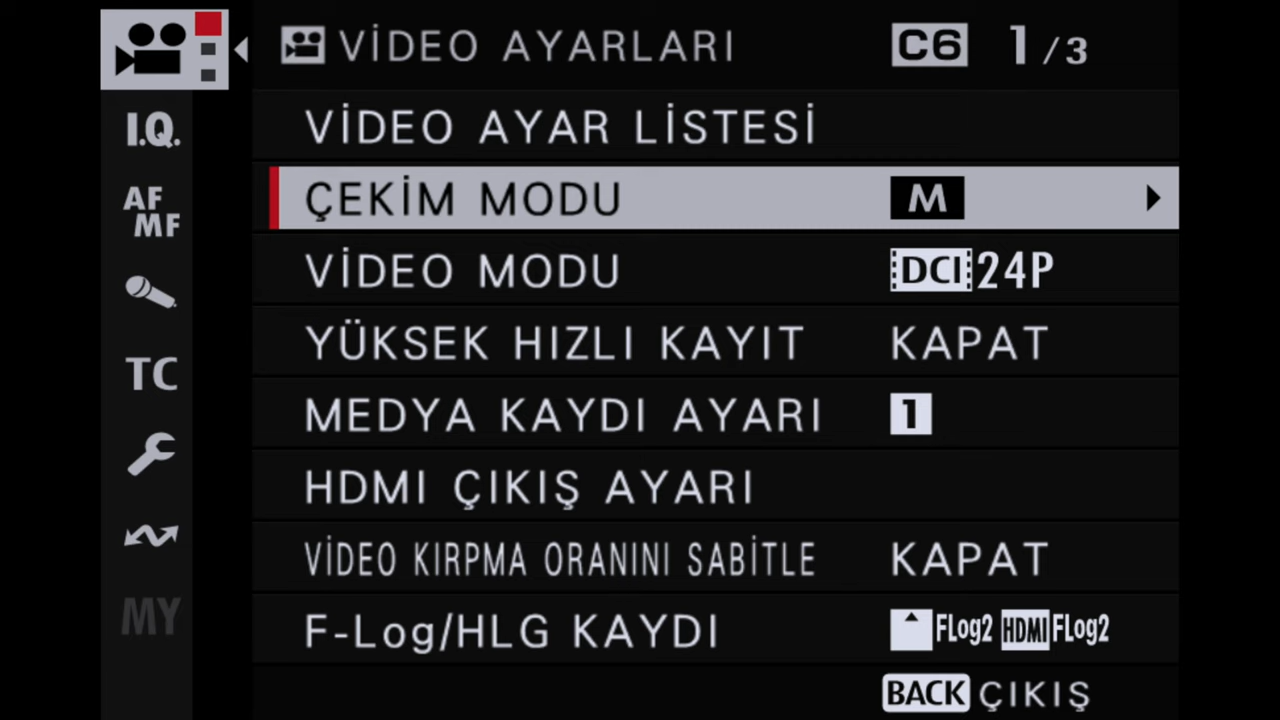 VİDEO AYARLARI C6 1/3
VİDEO AYAR LİSTESİ
I.Q.
ÇEKİM MODU M
AF
MF
VİDEO MODU DCI 24P
YÜKSEK HIZLI KAYIT KAPAT
TC
MEDYA KAYDI AYARI 1
HDMI ÇIKIŞ AYARI
VİDEO KIRPMA ORANINI SABİTLE KAPAT
MY
F-Log/HLG KAYDI FLog2 HDMI FLog2
BACK ÇIKIŞ